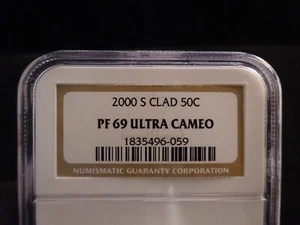 2000 S CLAD 50C
PF 69 ULTRA CAMEO
1835496-059
NUMISMATIC GUARANTY CORPORATION